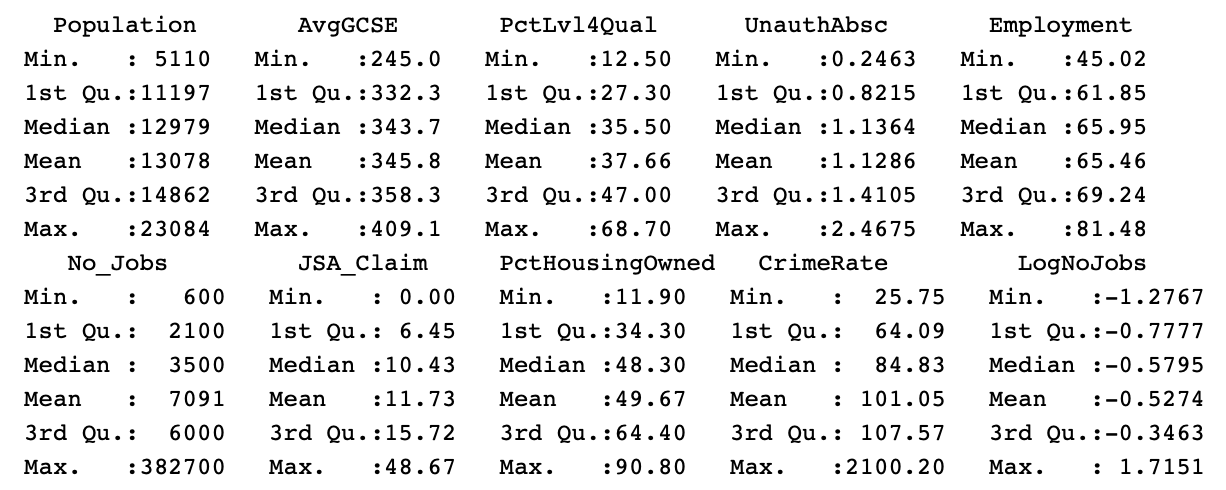 Population AvgGCSE PctLvl4Qual UnauthAbsc Employment
Min. : 5110 Min. :245.0 Min. :12.50 Min. :0.2463 Min. :45.02
1st Qu.:11197 1st Qu.:332.3 1st Qu.:27.30 1st Qu.:0.8215 1st Qu.:61.85
Median :12979 Median :343.7 Median :35.50 Median :1.1364 Median :65.95
Mean :13078 Mean :345.8 Mean :37.66 Mean :1.1286 Mean :65.46
3rd Qu.:14862 3rd Qu.:358.3 3rd Qu.:47.00 3rd Qu.:1.4105 3rd Qu.:69.24
Max. :23084 Max. :409.1 Max. :68.70 Max. :2.4675 Max. :81.48
No_Jobs JSA_Claim PctHousingOwned CrimeRate LogNoJobs
Min. : 600 Min. : 0.00 Min. :11.90 Min. : 25.75 Min. :-1.2767
1st Qu.: 2100 1st Qu.: 6.45 1st Qu.:34.30 1st Qu.: 64.09 1st Qu.:-0.7777
Median : 3500 Median :10.43 Median :48.30 Median : 84.83 Median :-0.5795
Mean : 7091 Mean :11.73 Mean :49.67 Mean : 101.05 Mean :-0.5274
3rd Qu.: 6000 3rd Qu.:15.72 3rd Qu.:64.40 3rd Qu.: 107.57 3rd Qu.:-0.3463
Max. :382700 Max. :48.67 Max. :90.80 Max. :2100.20 Max. : 1.7151